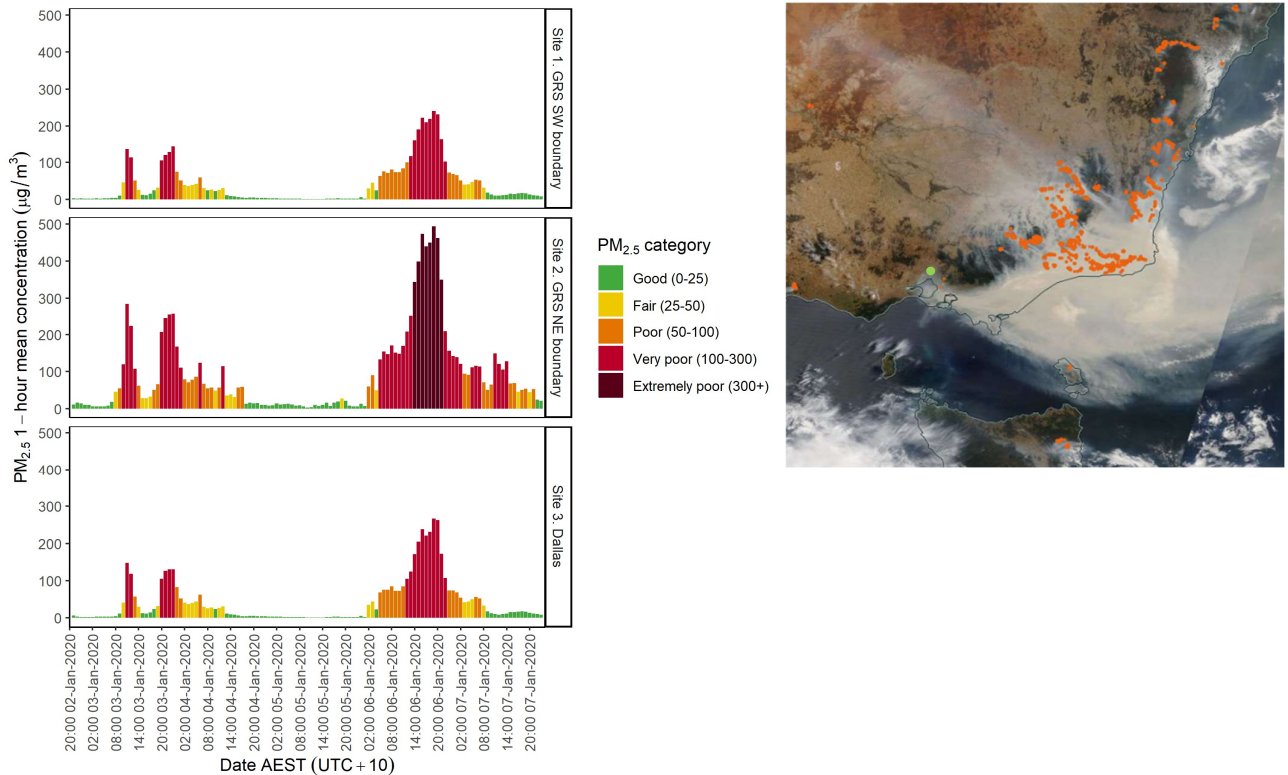 500
400
300
200
100
0
Site 1. GRS SW boundary
500
400
300
200
100
0
Site 2. GRS NE boundary
500
400
300
200
100
0
Site 3. Dallas
PM2.5 1 − hour mean concentration (μg/m³)
20:00 02-Jan-2020
02:00 03-Jan-2020
08:00 03-Jan-2020
14:00 03-Jan-2020
20:00 03-Jan-2020
02:00 04-Jan-2020
08:00 04-Jan-2020
14:00 04-Jan-2020
20:00 04-Jan-2020
02:00 05-Jan-2020
08:00 05-Jan-2020
14:00 05-Jan-2020
20:00 05-Jan-2020
02:00 06-Jan-2020
08:00 06-Jan-2020
14:00 06-Jan-2020
20:00 06-Jan-2020
02:00 07-Jan-2020
08:00 07-Jan-2020
14:00 07-Jan-2020
20:00 07-Jan-2020
Date AEST (UTC + 10)
PM2.5 category
Good (0-25)
Fair (25-50)
Poor (50-100)
Very poor (100-300)
Extremely poor (300+)